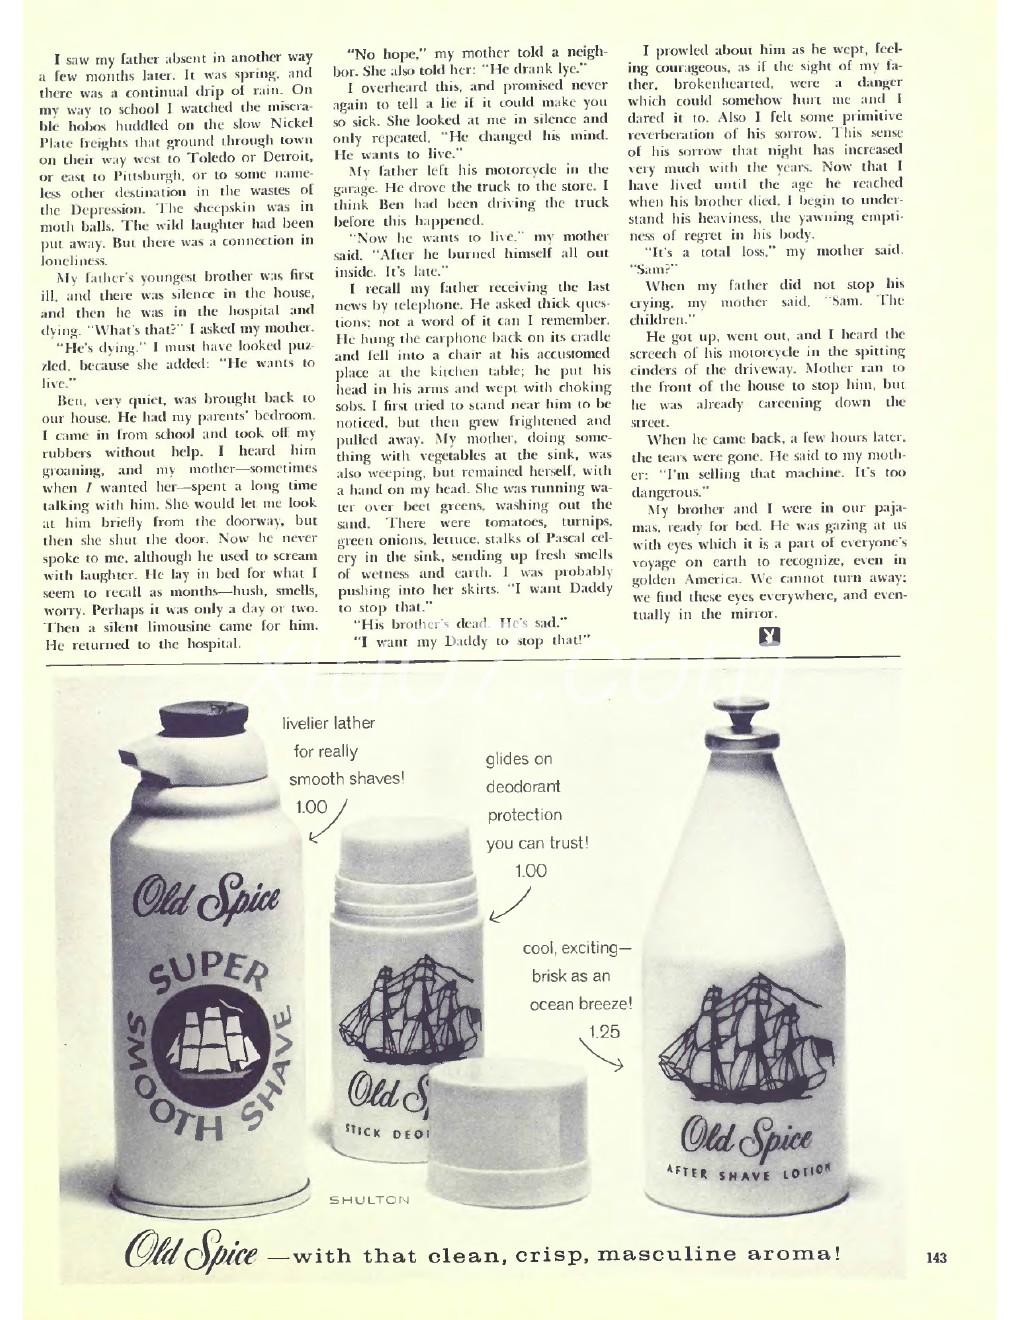 I saw my father absent in another way
a few months later. It was spring, and
there was a continual drip of rain. On
my way to school I watched the misera-
ble hobos huddled on the slow Nickel
Plate freights that ground through town
on their way west to Toledo or Detroit,
or east to Pittsburgh, or to some name-
less other destination in the wastes of
the Depression. The sheepskin was in
moth balls. The wild laughter had been
put away. But there was a connection in
loneliness.
My father's youngest brother was first
ill, and there was silence in the house,
and then he was in the hospital and
dying. "What's that?" I asked my mother.
"He's dying." I must have looked puz-
zled, because she added: "He wants to
live."
Ben, very quiet, was brought back to
our house. He had my parents' bedroom.
I came in from school and took off my
rubbers without help. I heard him
groaning, and my mother—sometimes
when I wanted her—spent a long time
talking with him. She would let me look
at him briefly from the doorway, but
then she shut the door. Now he never
spoke to me, although he used to scream
with laughter. He lay in bed for what I
seem to recall as months—hush, smells,
worry. Perhaps it was only a day or two.
Then a silent limousine came for him.
He returned to the hospital.
"No hope," my mother told a neigh-
bor. She also told her: "He drank lye."
I overheard this, and promised never
again to tell a lie if it could make you
so sick. She looked at me in silence and
only repeated, "He changed his mind.
He wants to live."
My father left his motorcycle in the
garage. He drove the truck to the store. I
think Ben had been driving the truck
before this happened.
"Now he wants to live," my mother
said. "After he burned himself all out
inside. It's late."
I recall my father receiving the last
news by telephone. He asked thick ques-
tions; not a word of it can I remember.
He hung the earphone back on its cradle
and fell into a chair at his accustomed
place at the kitchen table; he put his
head in his arms and wept with choking
sobs. I first tried to stand near him to be
noticed, but then grew frightened and
pulled away. My mother, doing some-
thing with vegetables at the sink, was
also weeping, but remained herself, with
a hand on my head. She was running wa-
ter over beet greens, washing out the
sand. There were tomatoes, turnips,
green onions, lettuce, stalks of Pascal cel-
ery in the sink, sending up fresh smells
of wetness and earth. I was probably
pushing into her skirts. "I want Daddy
to stop that."
"His brother's dead. He's sad."
"I want my Daddy to stop that!"
I prowled about him as he wept, feel-
ing courageous, as if the sight of my fa-
ther, brokenhearted, were a danger
which could somehow hurt me and I
dared it to. Also I felt some primitive
reverberation of his sorrow. This sense
of his sorrow that night has increased
very much with the years. Now that I
have lived until the age he reached
when his brother died, I begin to under-
stand his heaviness, the yawning empti-
ness of regret in his body.
"It's a total loss," my mother said.
"Sam?"
When my father did not stop his
crying, my mother said, "Sam. The
children."
He got up, went out, and I heard the
screech of his motorcycle in the spitting
cinders of the driveway. Mother ran to
the front of the house to stop him, but
he was already careening down the
street.
When he came back, a few hours later,
the tears were gone. He said to my moth-
er: "I'm selling that machine. It's too
dangerous."
My brother and I were in our paja-
mas, ready for bed. He was gazing at us
with eyes which it is a part of everyone's
voyage on earth to recognize, even in
golden America. We cannot turn away;
we find these eyes everywhere, and even-
tually in the mirror.
livelier lather
for really
smooth shaves!
1.00
glides on
deodorant
protection
you can trust!
1.00
cool, exciting—
brisk as an
ocean breeze!
1.25
Old Spice
SUPER
SMOOTH SHAVE
Old S
STICK DEO
Old Spice
AFTER SHAVE LOTION
SHULTON
Old Spice —with that clean, crisp, masculine aroma!
143